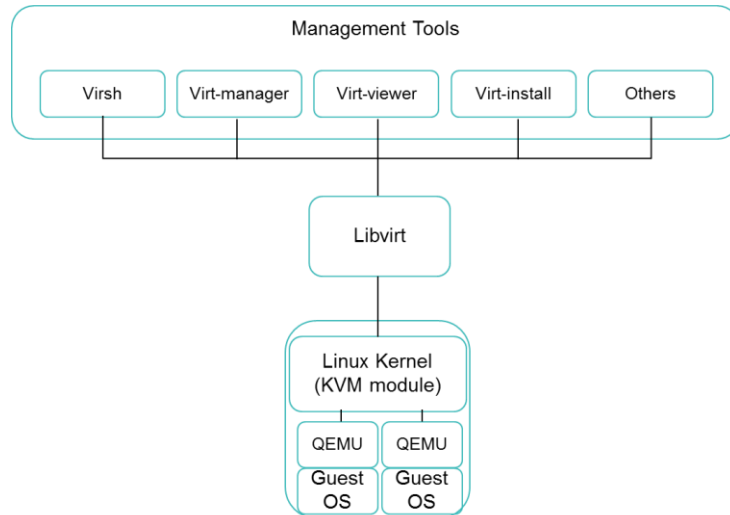 Management Tools
Virsh
Virt-manager
Virt-viewer
Virt-install
Others
Libvirt
Linux Kernel
(KVM module)
QEMU
QEMU
Guest
OS
Guest
OS